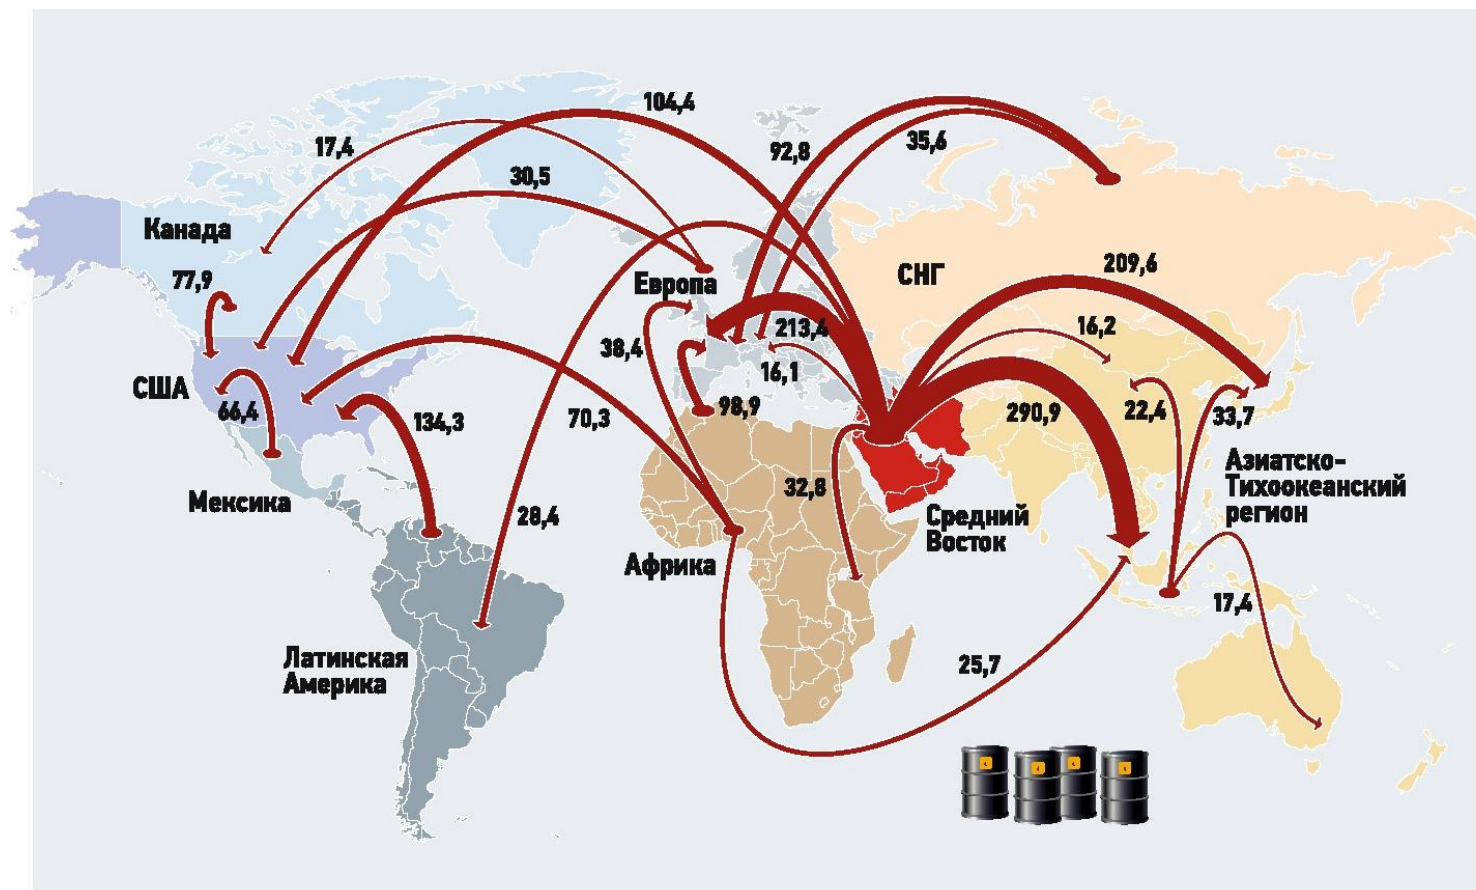 104,4
17,4
92,8
35,6
30,5
Канада
77,9
Европа
СНГ
209,6
213,4
16,2
38,4
16,1
США
66,4
134,3
70,3
98,9
290,9
22,4
33,7
Азиатско-
Тихоокеанский
регион
Мексика
28,4
32,8
Средний
Восток
Африка
17,4
Латинская
Америка
25,7